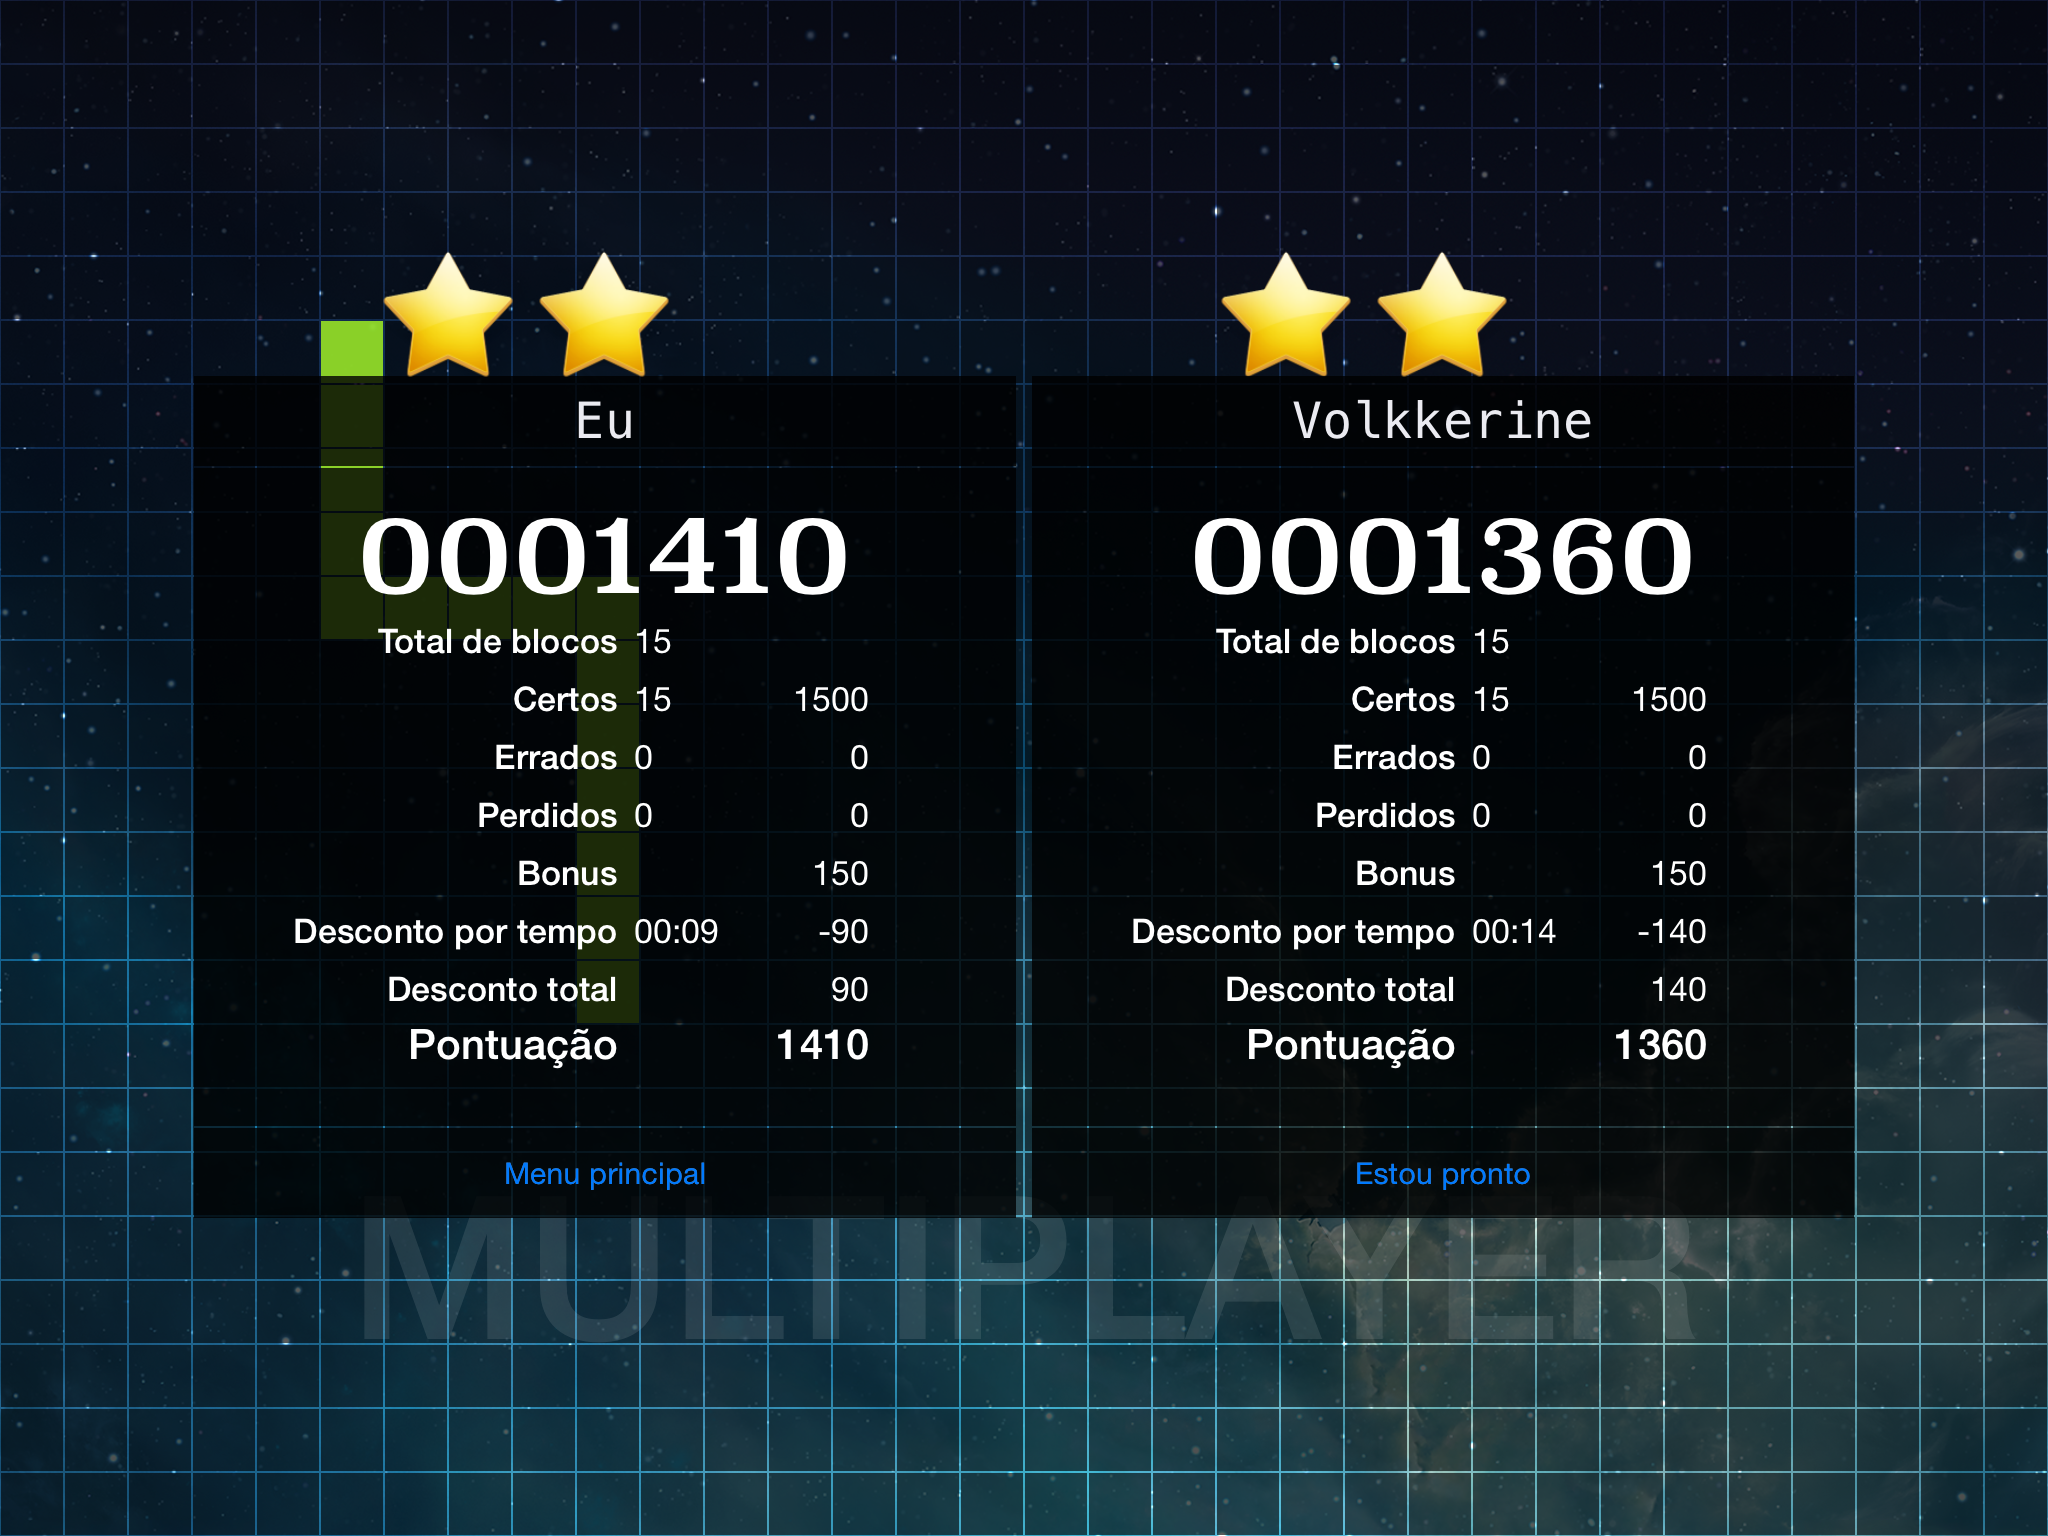 Eu
0001410
Total de blocos 15
Certos 15 1500
Errados 0 0
Perdidos 0 0
Bonus 150
Desconto por tempo 00:09 -90
Desconto total 90
Pontuação 1410
Menu principal
Volkkerine
0001360
Total de blocos 15
Certos 15 1500
Errados 0 0
Perdidos 0 0
Bonus 150
Desconto por tempo 00:14 -140
Desconto total 140
Pontuação 1360
Estou pronto
MULTIPLAYER